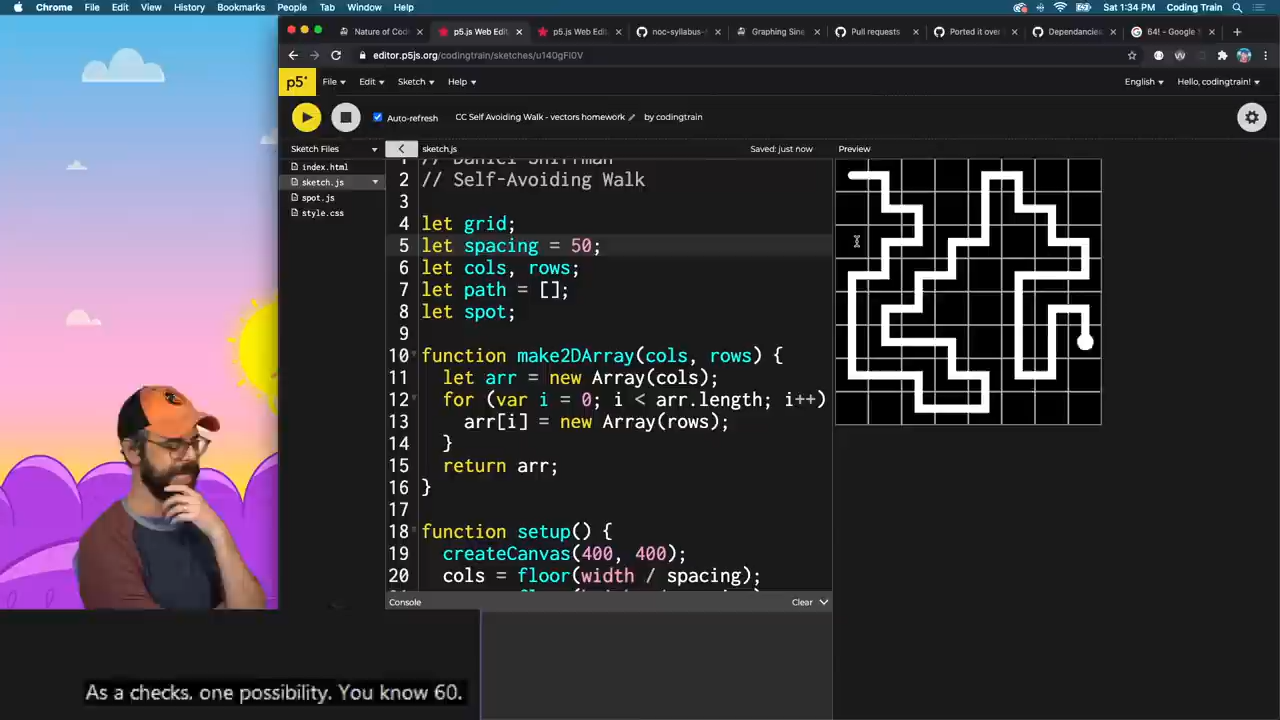 Chrome File Edit View History Bookmarks People Tab Window Help Sat 1:34 PM Coding Train
Nature of Cod p5.js Web Edi p5.js Web Edi noc-syllabus- Graphing Sine Pull requests Ported it over Dependancies 64! - Google
editor.p5js.org/codingtrain/sketches/u140gFI0V
p5* File Edit Sketch Help English Hello, codingtrain!
Auto-refresh CC Self Avoiding Walk - vectors homework by codingtrain
Sketch Files sketch.js Saved: just now Preview
index.html
sketch.js
spot.js
style.css
1 // Daniel Shiffman
2 // Self-Avoiding Walk
3
4 let grid;
5 let spacing = 50;
6 let cols, rows;
7 let path = [];
8 let spot;
9
10 function make2DArray(cols, rows) {
11 let arr = new Array(cols);
12 for (var i = 0; i < arr.length; i++)
13 arr[i] = new Array(rows);
14 }
15 return arr;
16 }
17
18 function setup() {
19 createCanvas(400, 400);
20 cols = floor(width / spacing);
Console Clear
As a checks. one possibility. You know 60.